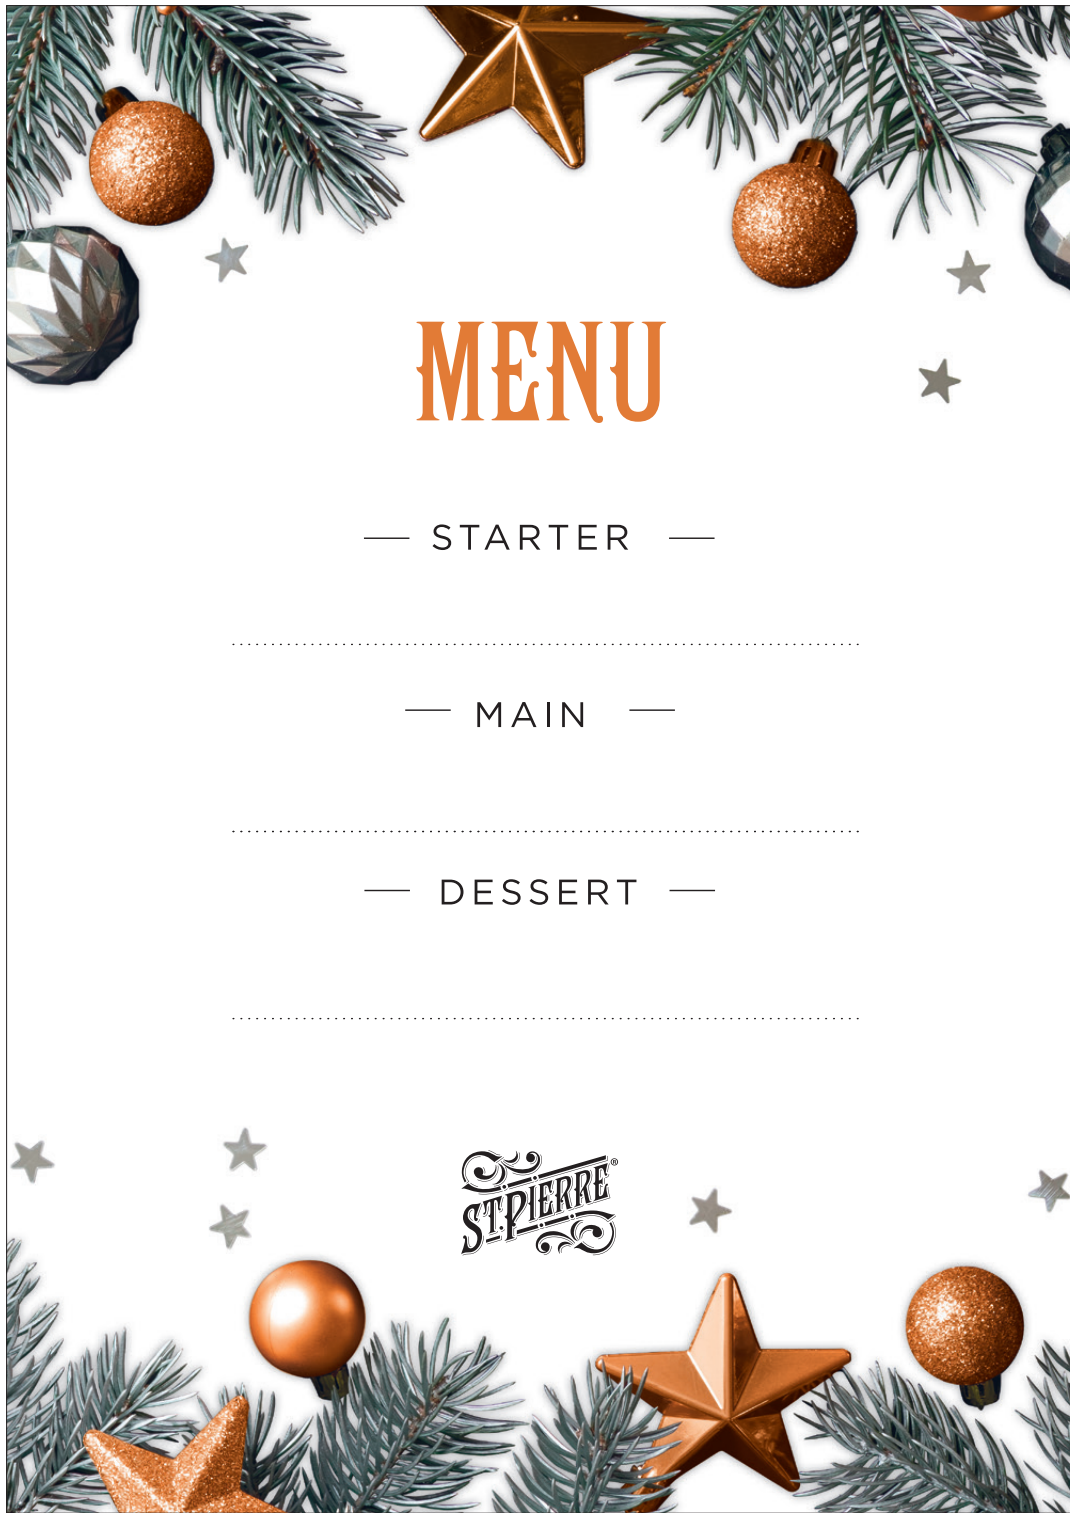 MENU
— STARTER —
— MAIN —
— DESSERT —
ST. PIERRE®